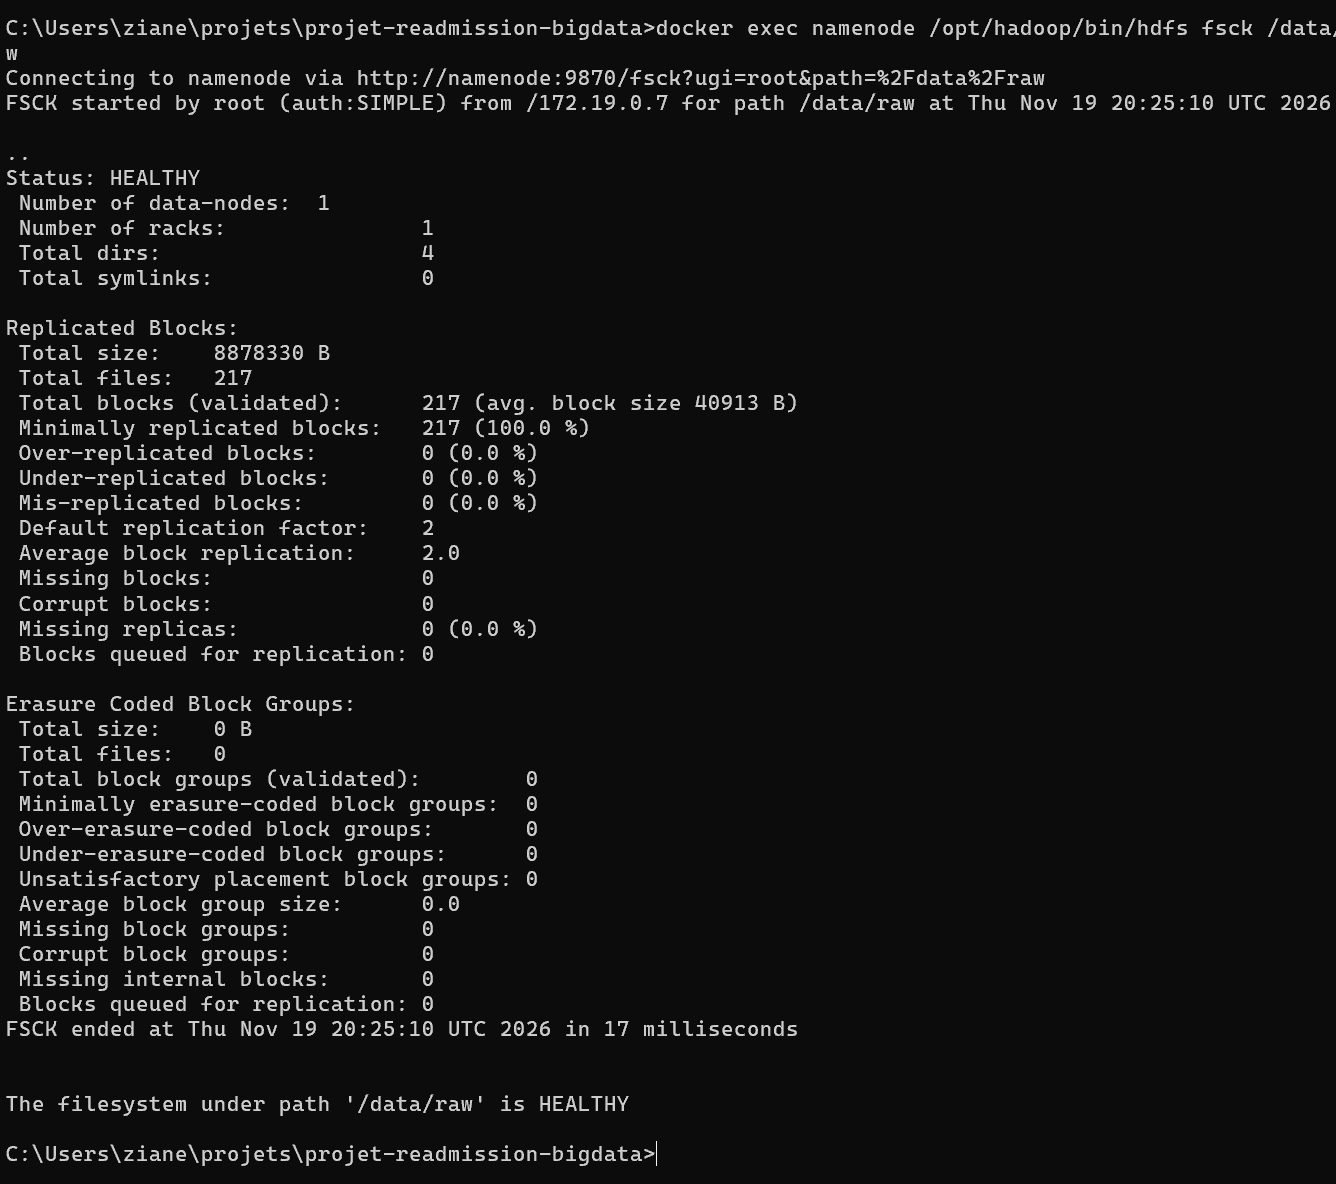 C:\Users\ziane\projets\projet-readmission-bigdata>docker exec namenode /opt/hadoop/bin/hdfs fsck /data/
w
Connecting to namenode via http://namenode:9870/fsck?ugi=root&path=%2Fdata%2Fraw
FSCK started by root (auth:SIMPLE) from /172.19.0.7 for path /data/raw at Thu Nov 19 20:25:10 UTC 2026
..
Status: HEALTHY
Number of data-nodes: 1
Number of racks: 1
Total dirs: 4
Total symlinks: 0
Replicated Blocks:
Total size: 8878330 B
Total files: 217
Total blocks (validated): 217 (avg. block size 40913 B)
Minimally replicated blocks: 217 (100.0 %)
Over-replicated blocks: 0 (0.0 %)
Under-replicated blocks: 0 (0.0 %)
Mis-replicated blocks: 0 (0.0 %)
Default replication factor: 2
Average block replication: 2.0
Missing blocks: 0
Corrupt blocks: 0
Missing replicas: 0 (0.0 %)
Blocks queued for replication: 0
Erasure Coded Block Groups:
Total size: 0 B
Total files: 0
Total block groups (validated): 0
Minimally erasure-coded block groups: 0
Over-erasure-coded block groups: 0
Under-erasure-coded block groups: 0
Unsatisfactory placement block groups: 0
Average block group size: 0.0
Missing block groups: 0
Corrupt block groups: 0
Missing internal blocks: 0
Blocks queued for replication: 0
FSCK ended at Thu Nov 19 20:25:10 UTC 2026 in 17 milliseconds
The filesystem under path '/data/raw' is HEALTHY
C:\Users\ziane\projets\projet-readmission-bigdata>